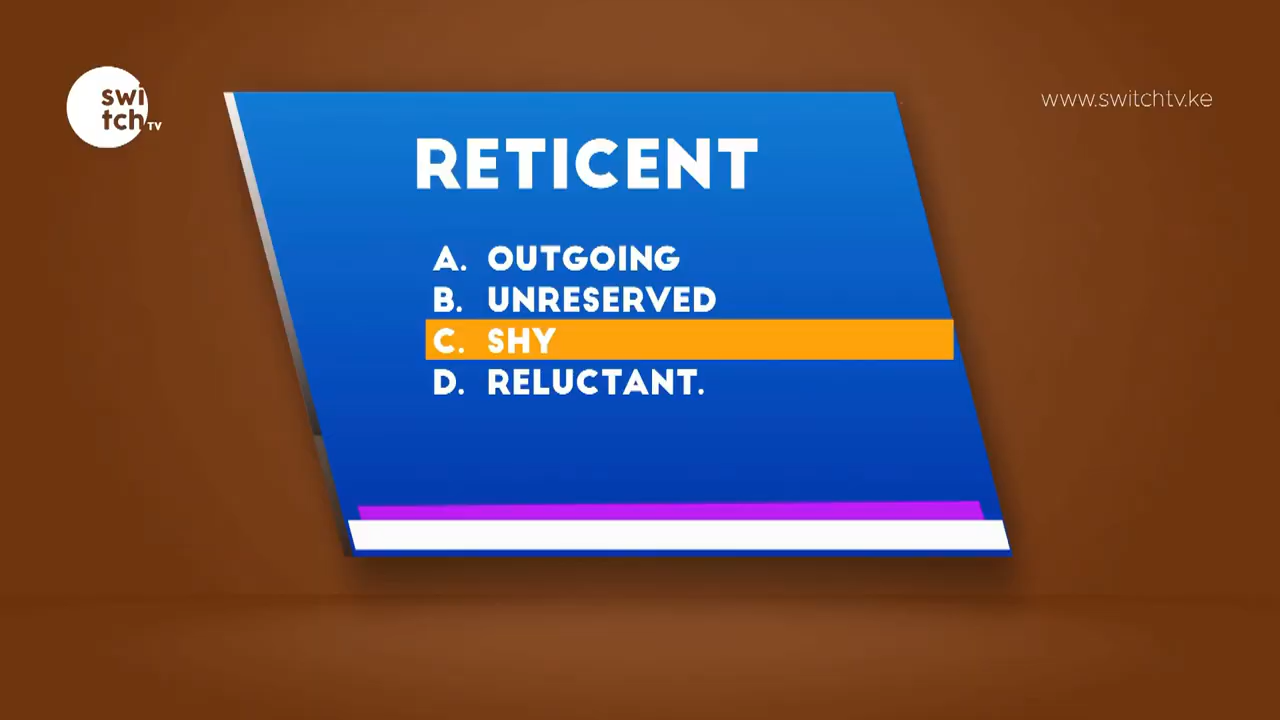 swi
tch TV
www.switchtv.ke
RETICENT
A. OUTGOING
B. UNRESERVED
C. SHY
D. RELUCTANT.